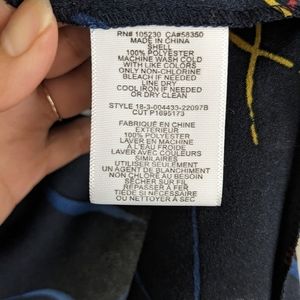 RN# 105230 CA#58350
MADE IN CHINA
SHELL
100% POLYESTER
MACHINE WASH COLD
WITH LIKE COLORS
ONLY NON-CHLORINE
BLEACH IF NEEDED
LINE DRY
COOL IRON IF NEEDED
OR DRY CLEAN
STYLE 18-3-004433-22097B
CUT P1695173
FABRIQUÉ EN CHINE
EXTERIEUR
100% POLYESTER
LAVER EN MACHINE
À L'EAU FROIDE
LAVER AVEC COULEURS
SIMILAIRES
UTILISER SEULEMENT
UN AGENT DE BLANCHIMENT
NON CHLORE AU BESOIN
SÉCHER SUR FIL
REPASSER À FER
TIÈDE SI NÉCESSAIRE
OU NETTOYER À SEC